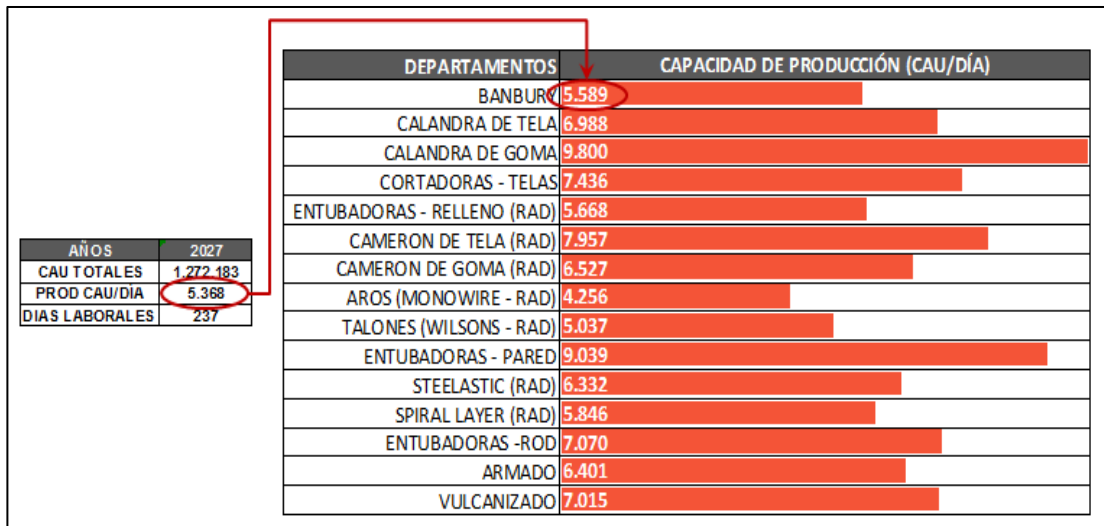 DEPARTAMENTOS CAPACIDAD DE PRODUCCIÓN (CAU/DÍA)
BANBURY 5.589
CALANDRA DE TELA 6.988
CALANDRA DE GOMA 9.800
CORTADORAS - TELAS 7.436
ENTUBADORAS - RELLENO (RAD) 5.668
CAMERON DE TELA (RAD) 7.957
CAMERON DE GOMA (RAD) 6.527
AROS (MONOWIRE - RAD) 4.256
TALONES (WILSONS - RAD) 5.037
ENTUBADORAS - PARED 9.039
STEELASTIC (RAD) 6.332
SPIRAL LAYER (RAD) 5.846
ENTUBADORAS -ROD 7.070
ARMADO 6.401
VULCANIZADO 7.015
AÑOS 2027
CAU TOTALES 1.272.183
PROD CAU/DÍA 5.368
DIAS LABORALES 237